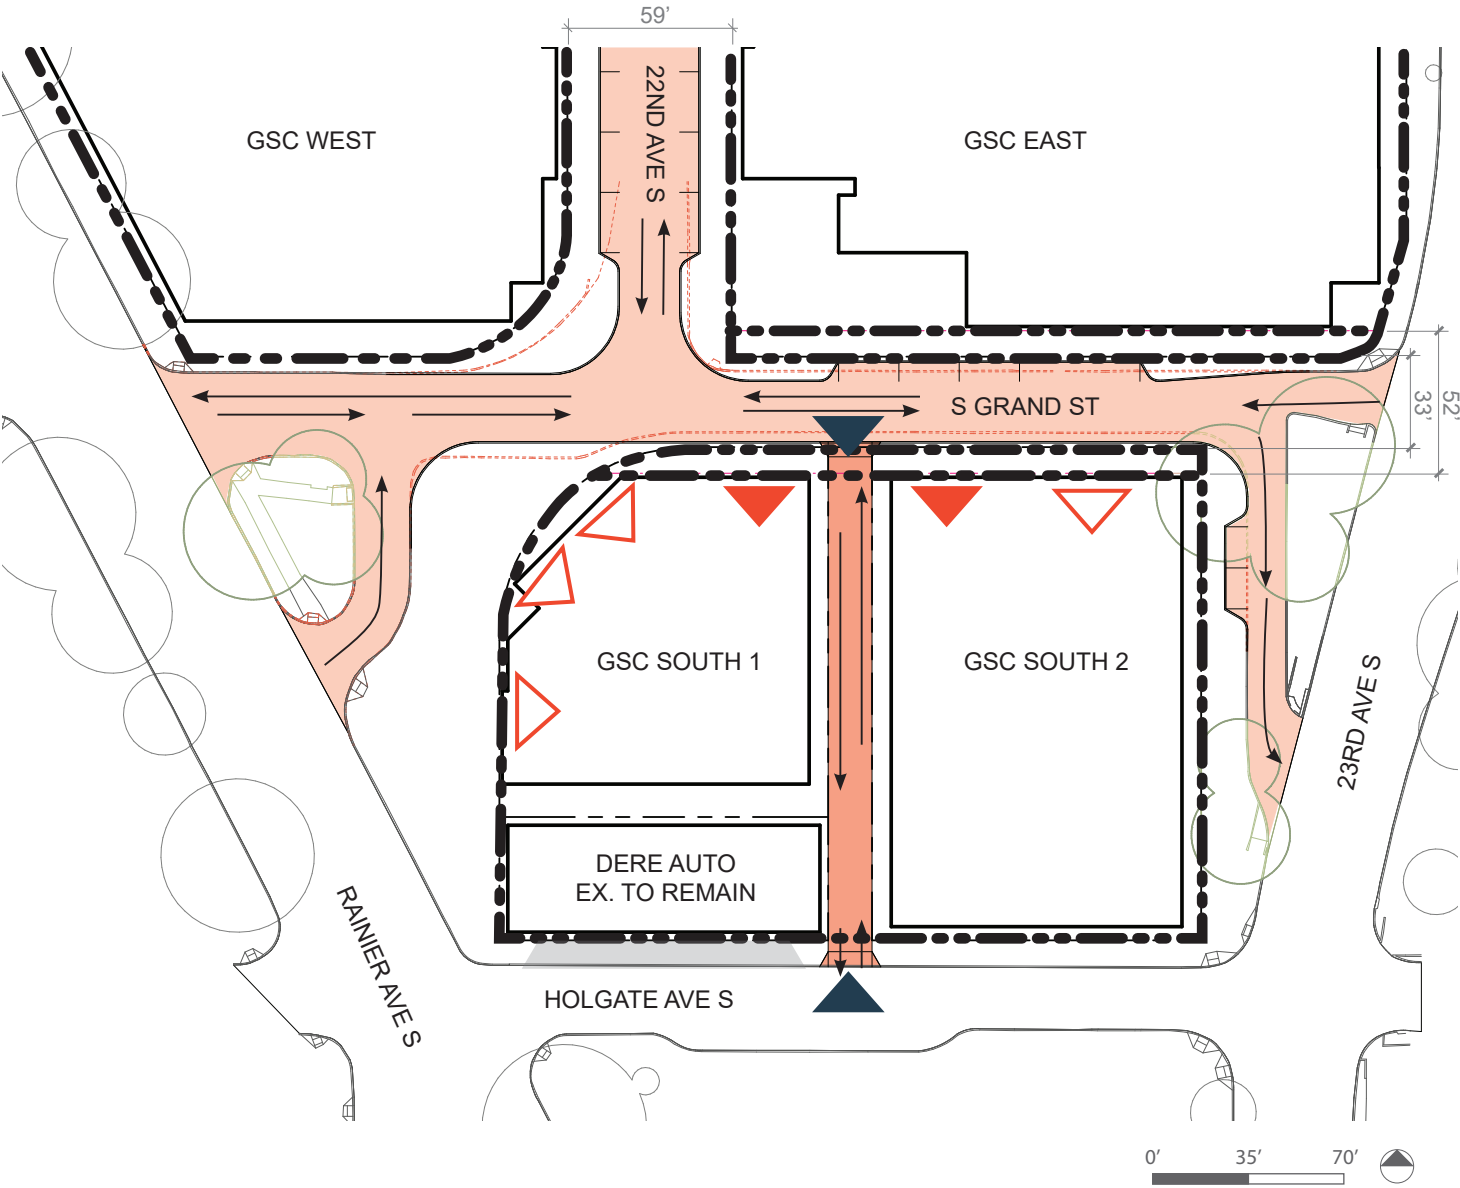 59'
22ND AVE S
GSC WEST
GSC EAST
S GRAND ST
33'
52'
GSC SOUTH 1
GSC SOUTH 2
23RD AVE S
DERE AUTO
EX. TO REMAIN
RAINIER AVE S
HOLGATE AVE S
0' 35' 70'